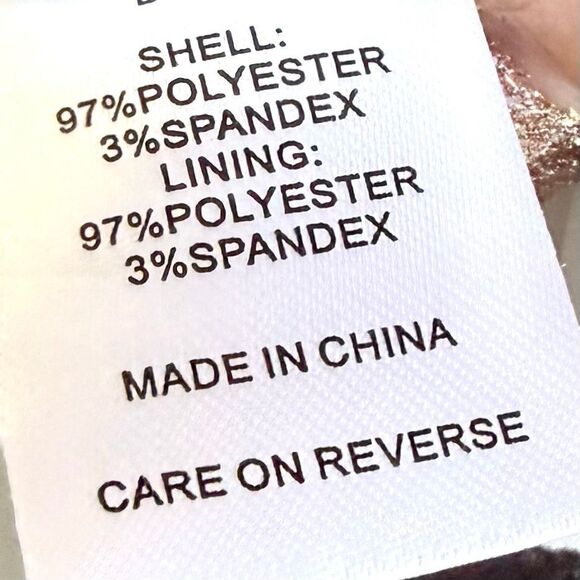 SHELL:
97%POLYESTER
3%SPANDEX
LINING:
97%POLYESTER
3%SPANDEX
MADE IN CHINA
CARE ON REVERSE